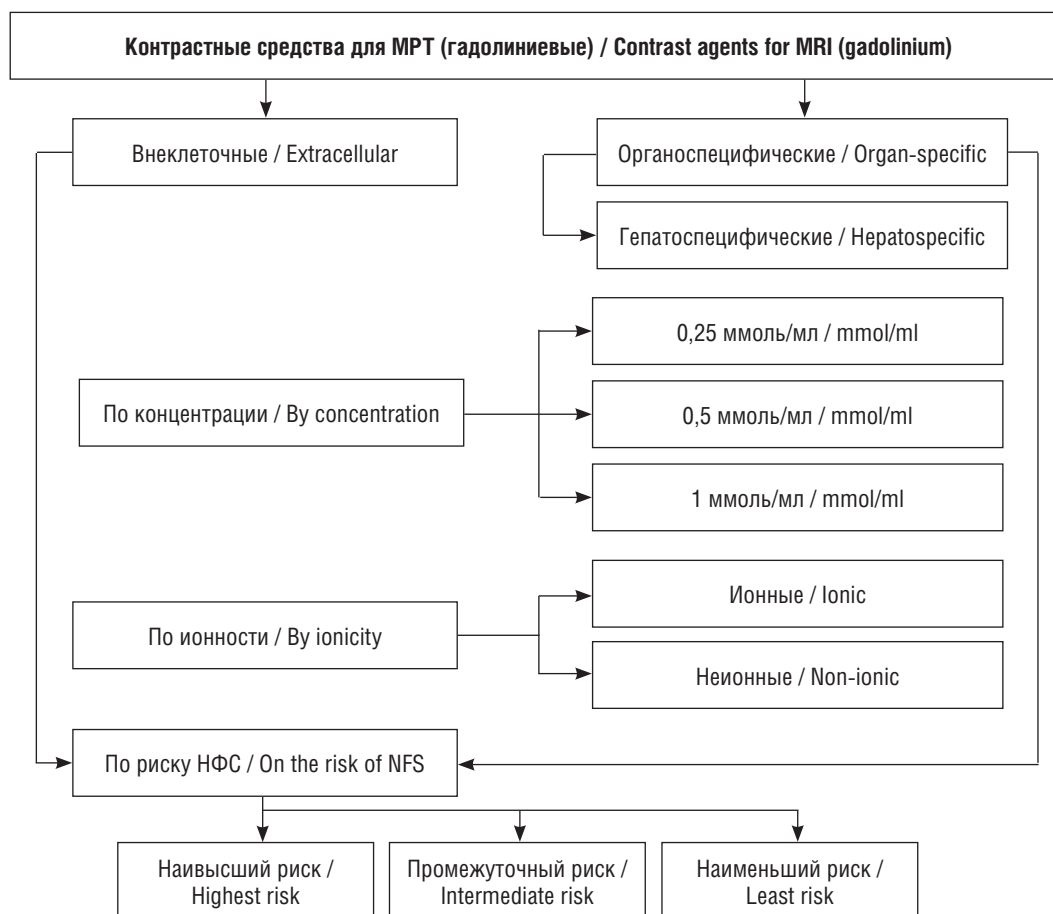 Контрастные средства для МРТ (гадолиниевые) / Contrast agents for MRI (gadolinium)
Внеклеточные / Extracellular
Органоспецифические / Organ-specific
Гепатоспецифические / Hepatospecific
0,25 ммоль/мл / mmol/ml
По концентрации / By concentration
0,5 ммоль/мл / mmol/ml
1 ммоль/мл / mmol/ml
Ионные / Ionic
По ионности / By ionicity
Неионные / Non-ionic
По риску НФС / On the risk of NFS
Наивысший риск /
Highest risk
Промежуточный риск /
Intermediate risk
Наименьший риск /
Least risk